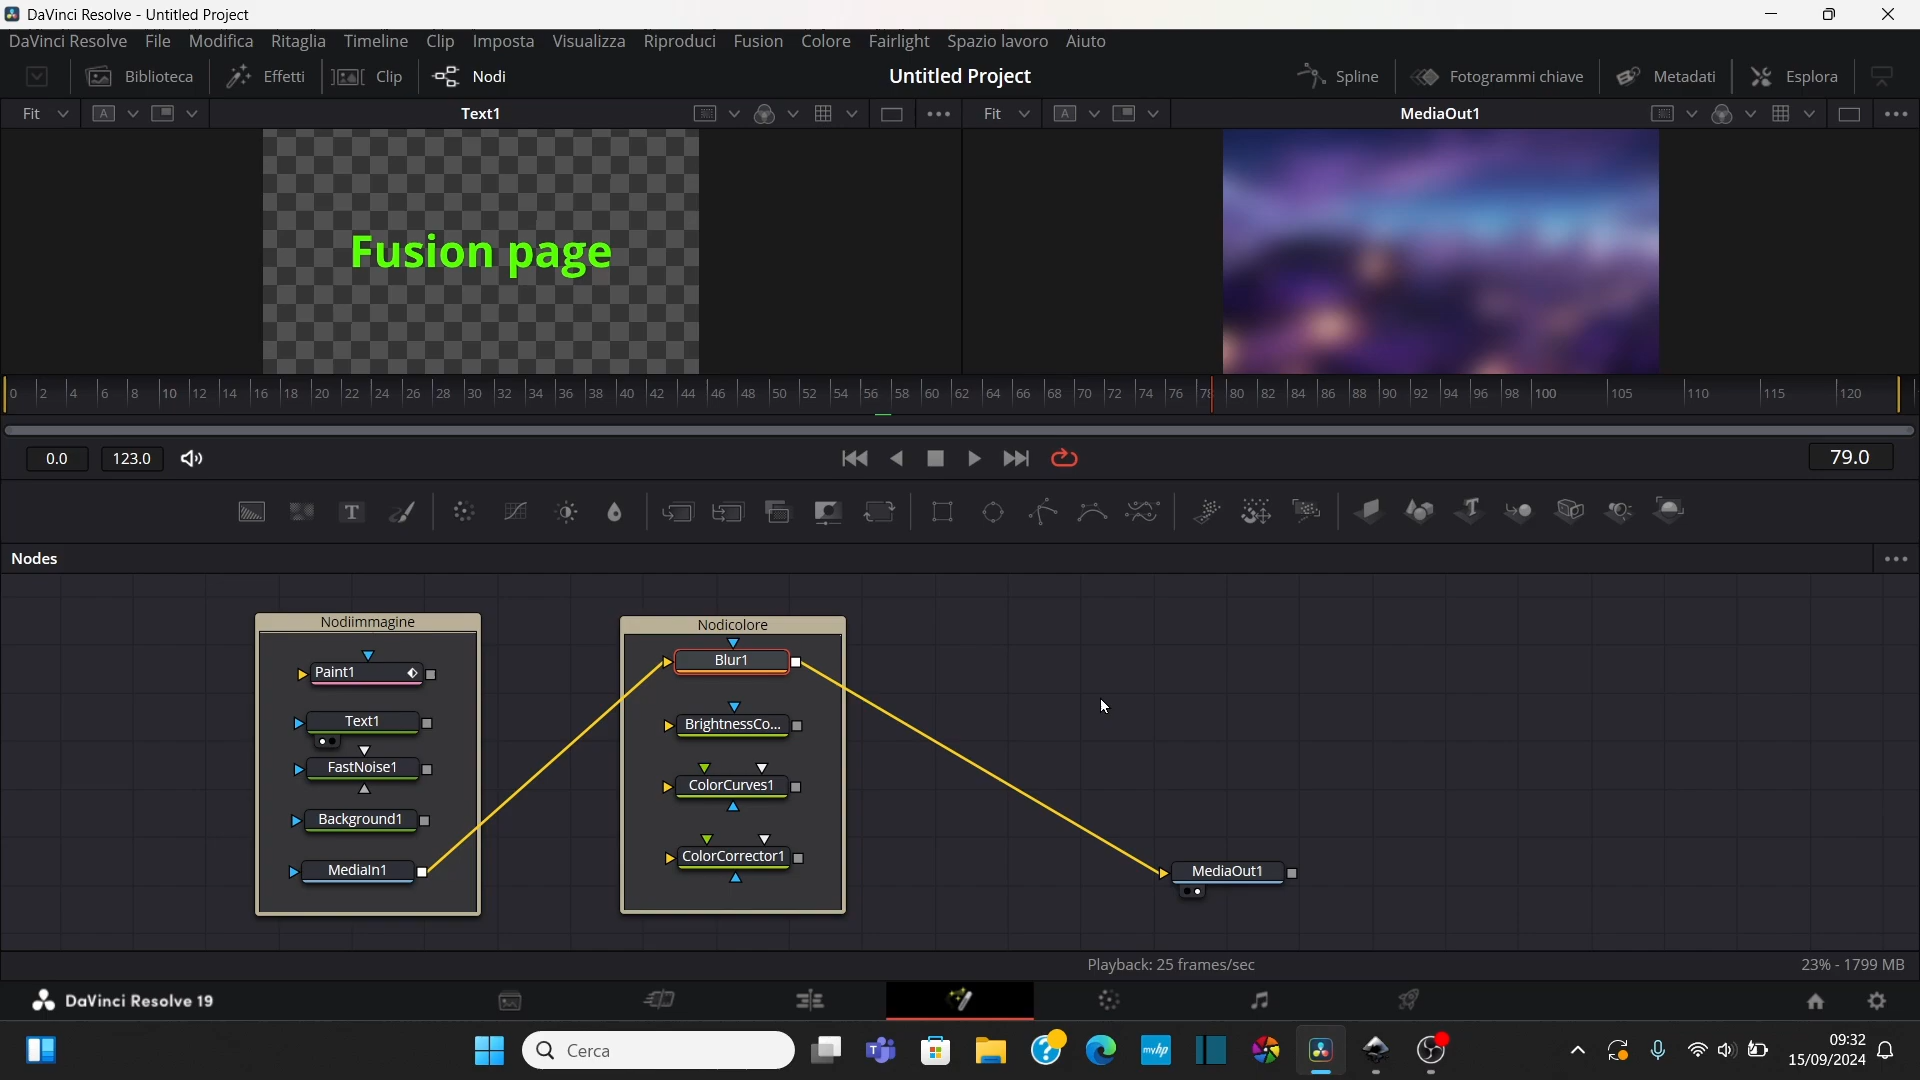 DaVinci Resolve - Untitled Project
DaVinci Resolve File Modifica Ritaglia Timeline Clip Imposta Visualizza Riproduci Fusion Colore Fairlight Spazio lavoro Aiuto
Biblioteca Effetti Clip Nodi Untitled Project Spline Fotogrammi chiave Metadati Esplora
Fit A Text1 Fit A MediaOut1
Fusion page
0 2 4 6 8 10 12 14 16 18 20 22 24 26 28 30 32 34 36 38 40 42 44 46 48 50 52 54 56 58 60 62 64 66 68 70 72 74 76 80 82 84 86 88 90 92 94 96 98 100 105 110 115 120
0.0 123.0 79.0
T
Nodes
Nodiimmagine
Paint1
Text1
FastNoise1
Background1
MediaIn1
Nodicolore
Blur1
BrightnessCo...
ColorCurves1
ColorCorrector1
MediaOut1
Playback: 25 frames/sec 23% - 1799 MB
DaVinci Resolve 19
Cerca
myhp
09:32
15/09/2024